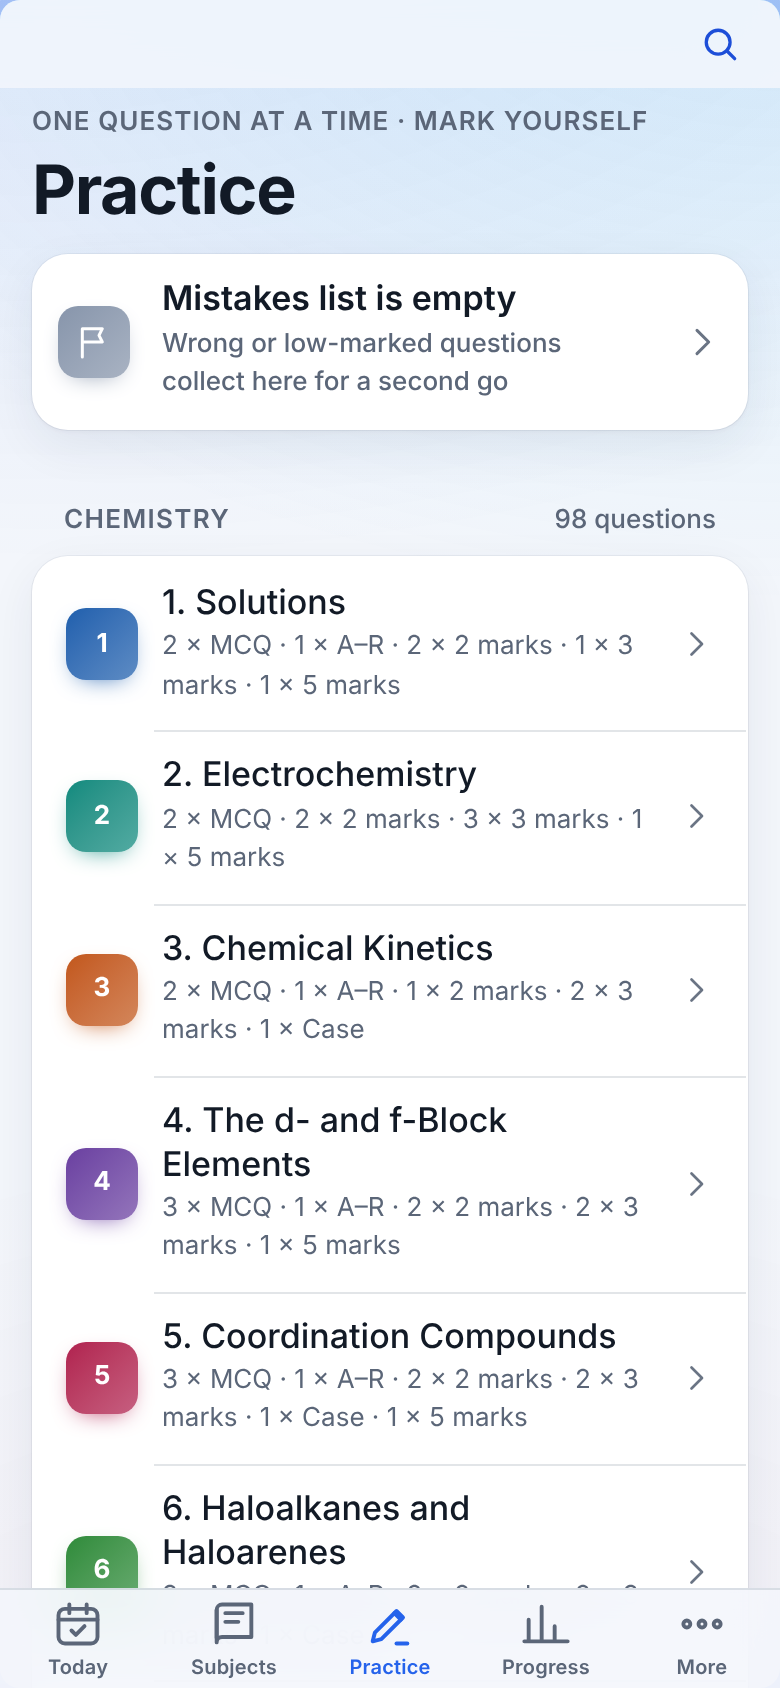 ONE QUESTION AT A TIME · MARK YOURSELF
Practice
Mistakes list is empty
Wrong or low-marked questions
collect here for a second go
CHEMISTRY
98 questions
1
1. Solutions
2 × MCQ · 1 × A–R · 2 × 2 marks · 1 × 3
marks · 1 × 5 marks
2
2. Electrochemistry
2 × MCQ · 2 × 2 marks · 3 × 3 marks · 1
× 5 marks
3
3. Chemical Kinetics
2 × MCQ · 1 × A–R · 1 × 2 marks · 2 × 3
marks · 1 × Case
4
4. The d- and f-Block
Elements
3 × MCQ · 1 × A–R · 2 × 2 marks · 2 × 3
marks · 1 × 5 marks
5
5. Coordination Compounds
3 × MCQ · 1 × A–R · 2 × 2 marks · 2 × 3
marks · 1 × Case · 1 × 5 marks
6
6. Haloalkanes and
Haloarenes
Today
Subjects
Practice
Progress
More